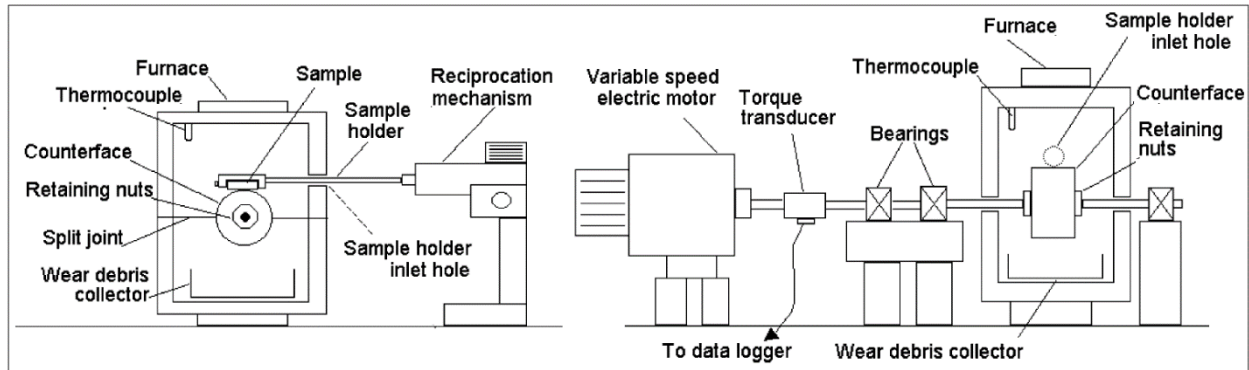 Furnace
Sample
Thermocouple
Reciprocation
mechanism
Sample
holder
Counterface
Retaining nuts
Split joint
Wear debris
collector
Sample holder
inlet hole
Variable speed
electric motor
Torque
transducer
Bearings
To data logger
Furnace
Sample holder
inlet hole
Thermocouple
Counterface
Retaining
nuts
Wear debris collector